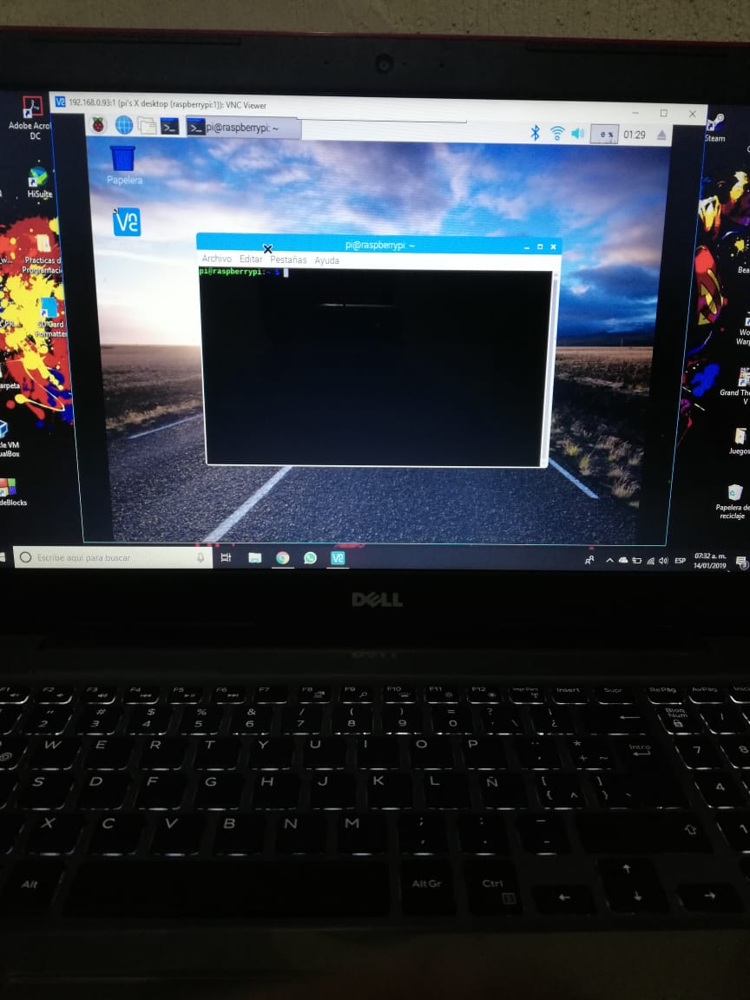 192.168.0.93:1 (pi's X desktop (raspberrypi:1)): VNC Viewer
pi@raspberrypi: ~
0 %
01:29
Adobe Acro
DC
HiSuite
Practicas d
Programaci
SD Card
Formatter
arpeta
cle VM
ualBox
deBlocks
Papelera
V2
pi@raspberrypi: ~
Archivo Editar Pestañas Ayuda
pi@raspberrypi:~ $
Steam
Bea
Wo
Warp
Grand The
V
Juegos
Papelera de
reciclaje
Escribe aquí para buscar
ESP
07:32 a. m.
14/01/2019
DELL
F1 F2 F3 F4 F5 F6 F7 F8 F9 F10 F11 F12 Impr Pant Insert Supr RePág AvPág Inici
" # $ % & / ( ) = ? ¡ Bloq Num /
2 3 4 5 6 7 8 9 0 ' \ ¿
W E R T Y U I O P ¨ ´ * + ~ Intro 7 8
@
S D F G H J K L Ñ [ { ^ ] } ` 4
X C V B N M ; , : . _ - 1
Alt Alt Gr Ctrl